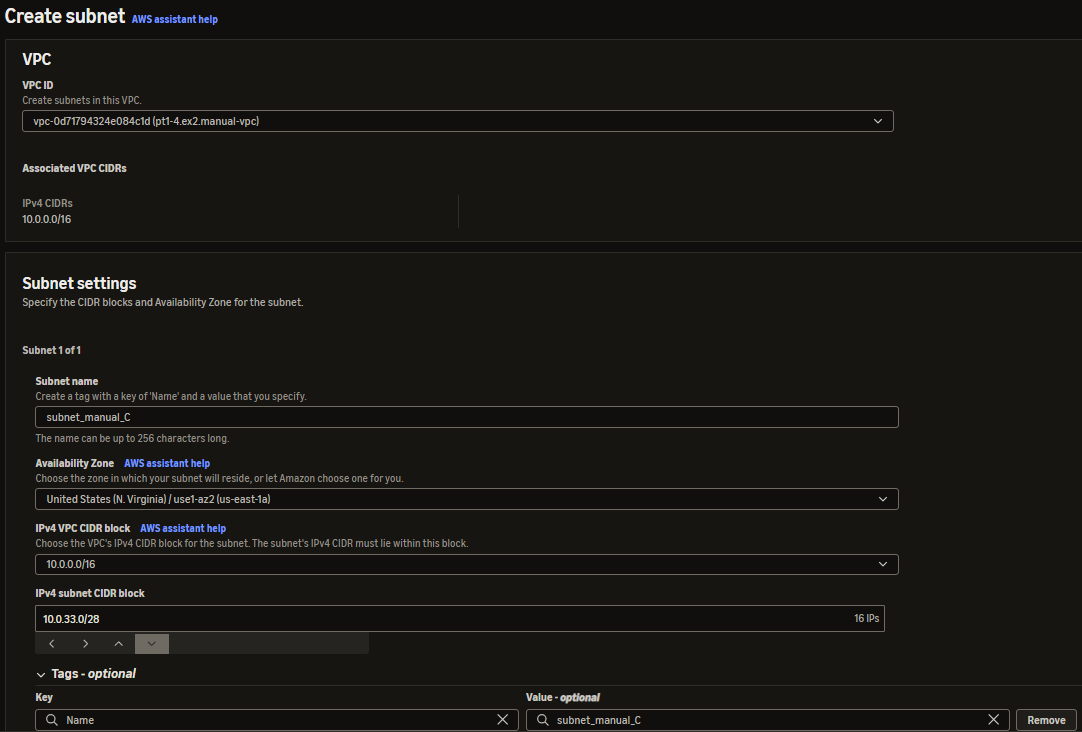 Create subnet AWS assistant help
VPC
VPC ID
Create subnets in this VPC.
vpc-0d71794324e084c1d (pt1-4.ex2.manual-vpc)
Associated VPC CIDRs
IPv4 CIDRs
10.0.0.0/16
Subnet settings
Specify the CIDR blocks and Availability Zone for the subnet.
Subnet 1 of 1
Subnet name
Create a tag with a key of 'Name' and a value that you specify.
subnet_manual_C
The name can be up to 256 characters long.
Availability Zone AWS assistant help
Choose the zone in which your subnet will reside, or let Amazon choose one for you.
United States (N. Virginia) / use1-az2 (us-east-1a)
IPv4 VPC CIDR block AWS assistant help
Choose the VPC's IPv4 CIDR block for the subnet. The subnet's IPv4 CIDR must lie within this block.
10.0.0.0/16
IPv4 subnet CIDR block
10.0.33.0/28 16 IPs
Tags - optional
Key Value - optional
Name subnet_manual_C Remove